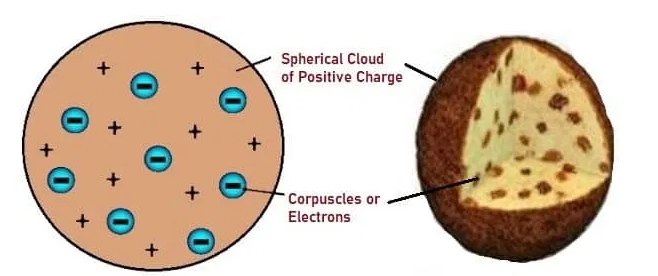 Spherical Cloud
of Positive Charge
Corpuscles or
Electrons